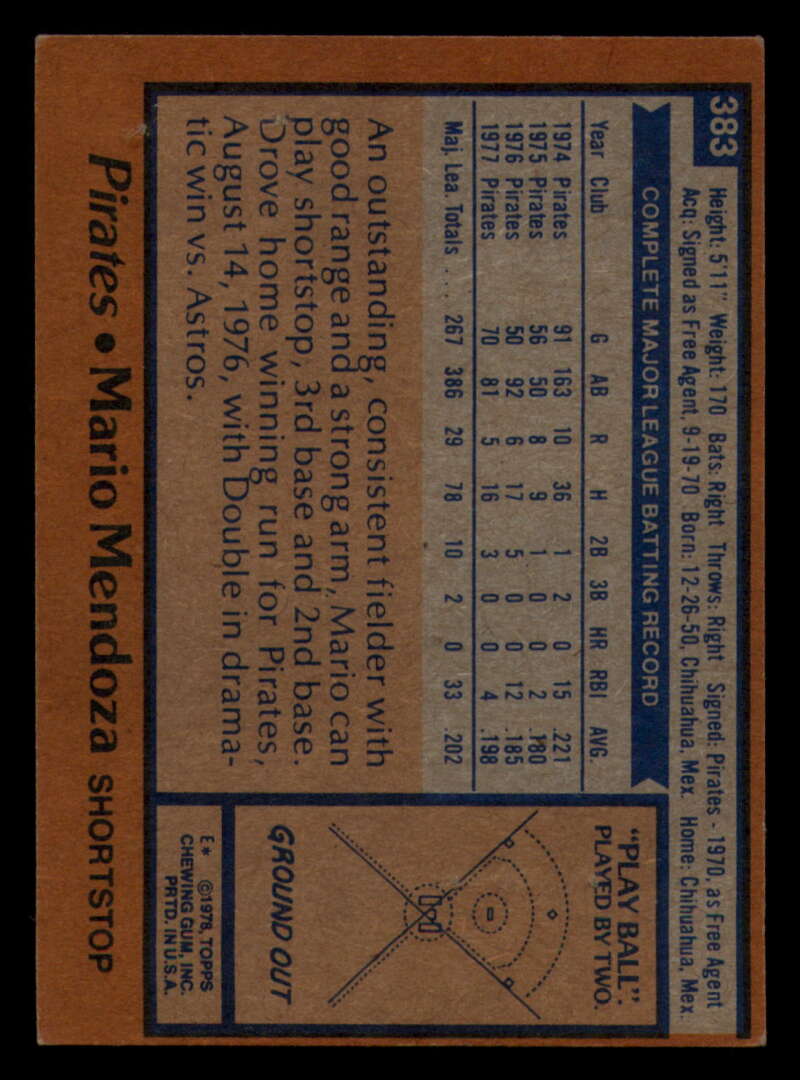 383
Height: 5'11" Weight: 170 Bats: Right Throws: Right Signed: Pirates - 1970, as Free Agent
Acq: Signed as Free Agent, 9-19-70 Born: 12-26-50, Chihuahua, Mex. Home: Chihuahua, Mex.
COMPLETE MAJOR LEAGUE BATTING RECORD
Year Club G AB R H 2B 3B HR RBI AVG.
1974 Pirates 91 163 10 36 1 2 0 15 .221
1975 Pirates 56 50 8 9 1 0 0 2 .180
1976 Pirates 50 92 6 17 5 0 0 12 .185
1977 Pirates 70 81 5 16 3 0 0 4 .198
Maj. Lea. Totals . . . 267 386 29 78 10 2 0 33 .202
An outstanding, consistent fielder with
good range and a strong arm, Mario can
play shortstop, 3rd base and 2nd base.
Drove home winning run for Pirates,
August 14, 1976, with Double in drama-
tic win vs. Astros.
"PLAY BALL".
PLAYED BY TWO.
GROUND OUT
E* ©1978, TOPPS
CHEWING GUM, INC.
PRTD. IN U.S.A.
Pirates • Mario Mendoza SHORTSTOP